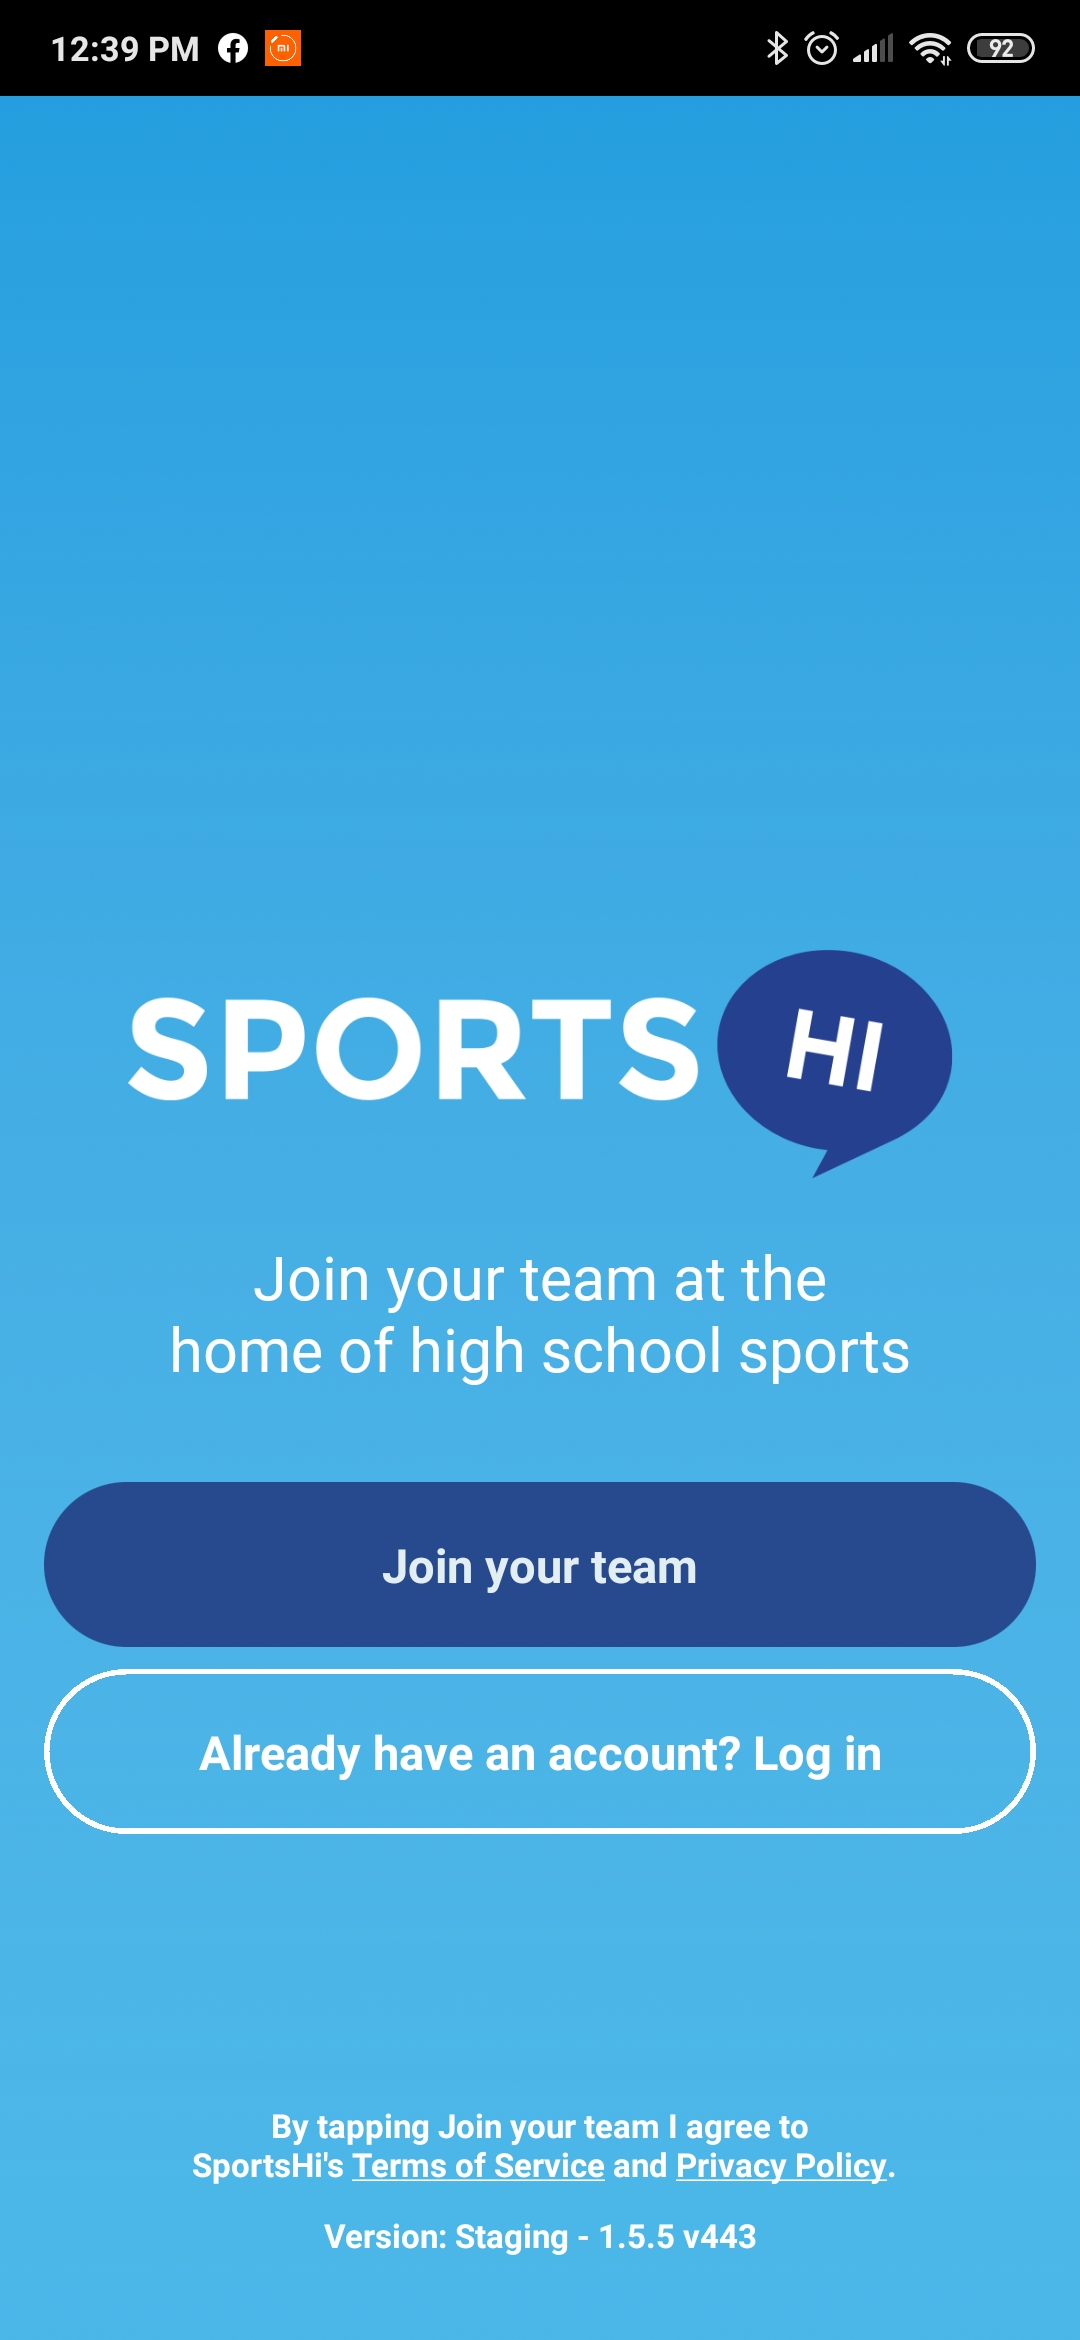 12:39 PM
92
SPORTS HI
Join your team at the
home of high school sports
Join your team
Already have an account? Log in
By tapping Join your team I agree to
SportsHi's Terms of Service and Privacy Policy.
Version: Staging - 1.5.5 v443